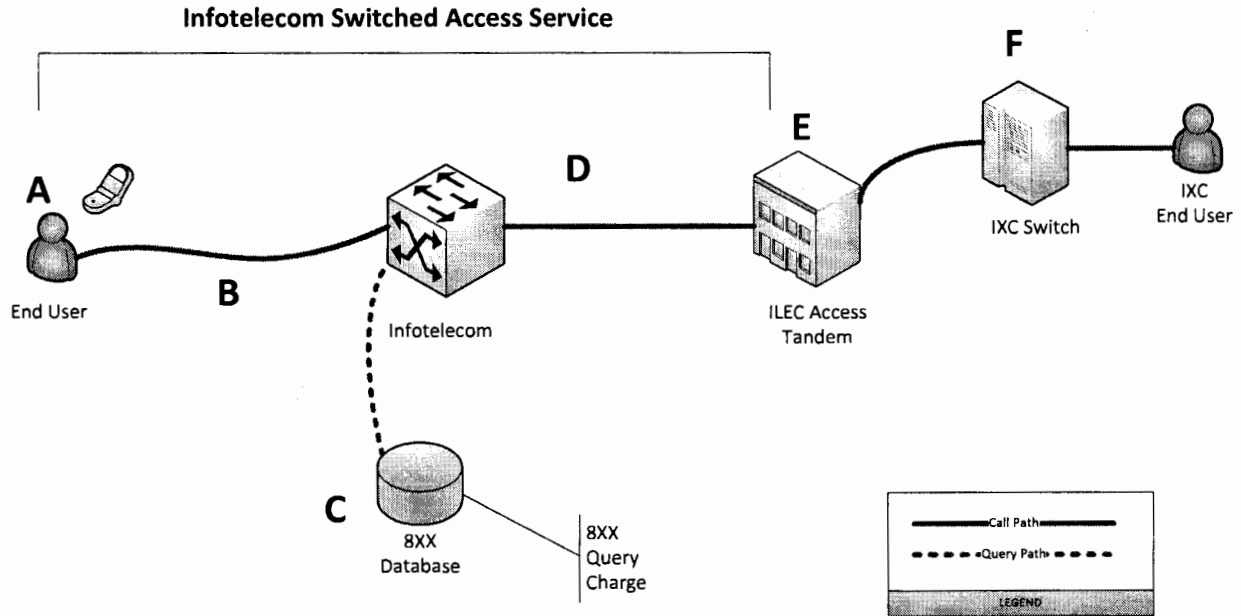 Infotelecom Switched Access Service
F
E
A
D
IXC Switch
IXC
End User
B
End User
Infotelecom
ILEC Access
Tandem
C
8XX
Database
8XX
Query
Charge
Call Path
Query Path
LEGEND